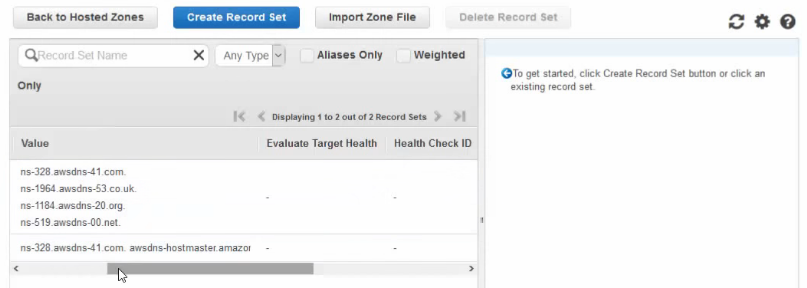 Back to Hosted Zones Create Record Set Import Zone File Delete Record Set
Record Set Name Any Type Aliases Only Weighted
Only
Displaying 1 to 2 out of 2 Record Sets
Value Evaluate Target Health Health Check ID
ns-328.awsdns-41.com.
ns-1964.awsdns-53.co.uk.
ns-1184.awsdns-20.org.
ns-519.awsdns-00.net.
- -
ns-328.awsdns-41.com. awsdns-hostmaster.amazor - -
To get started, click Create Record Set button or click an
existing record set.